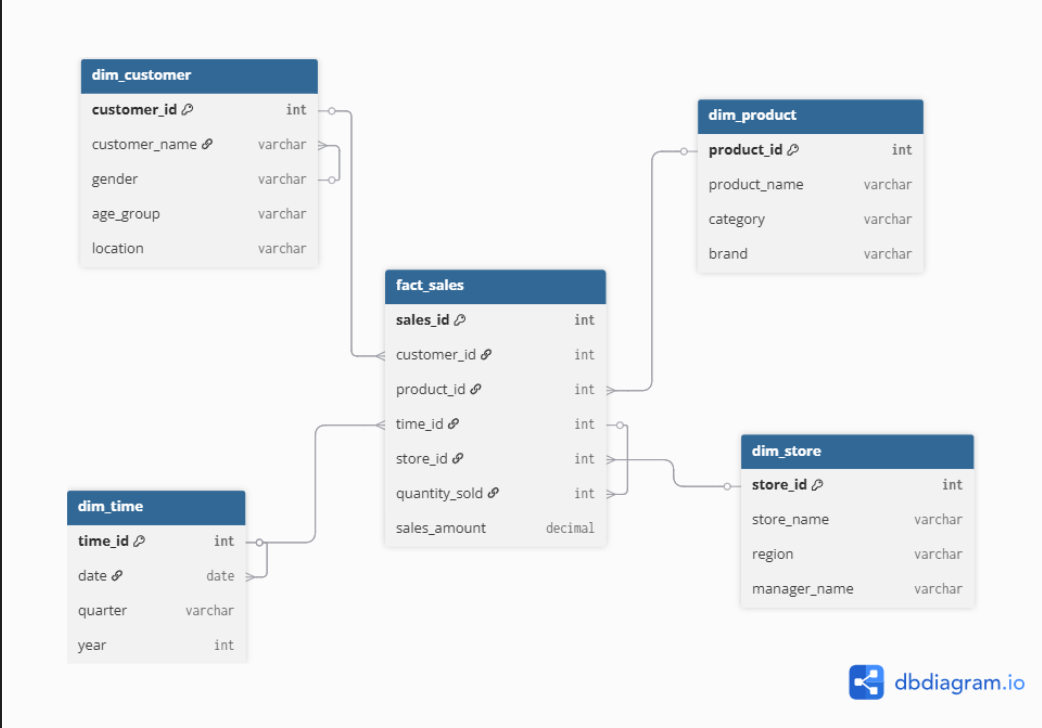 dim_customer
customer_id int
customer_name varchar
gender varchar
age_group varchar
location varchar
dim_product
product_id int
product_name varchar
category varchar
brand varchar
fact_sales
sales_id int
customer_id int
product_id int
time_id int
store_id int
quantity_sold int
sales_amount decimal
dim_store
store_id int
store_name varchar
region varchar
manager_name varchar
dim_time
time_id int
date date
quarter varchar
year int
dbdiagram.io